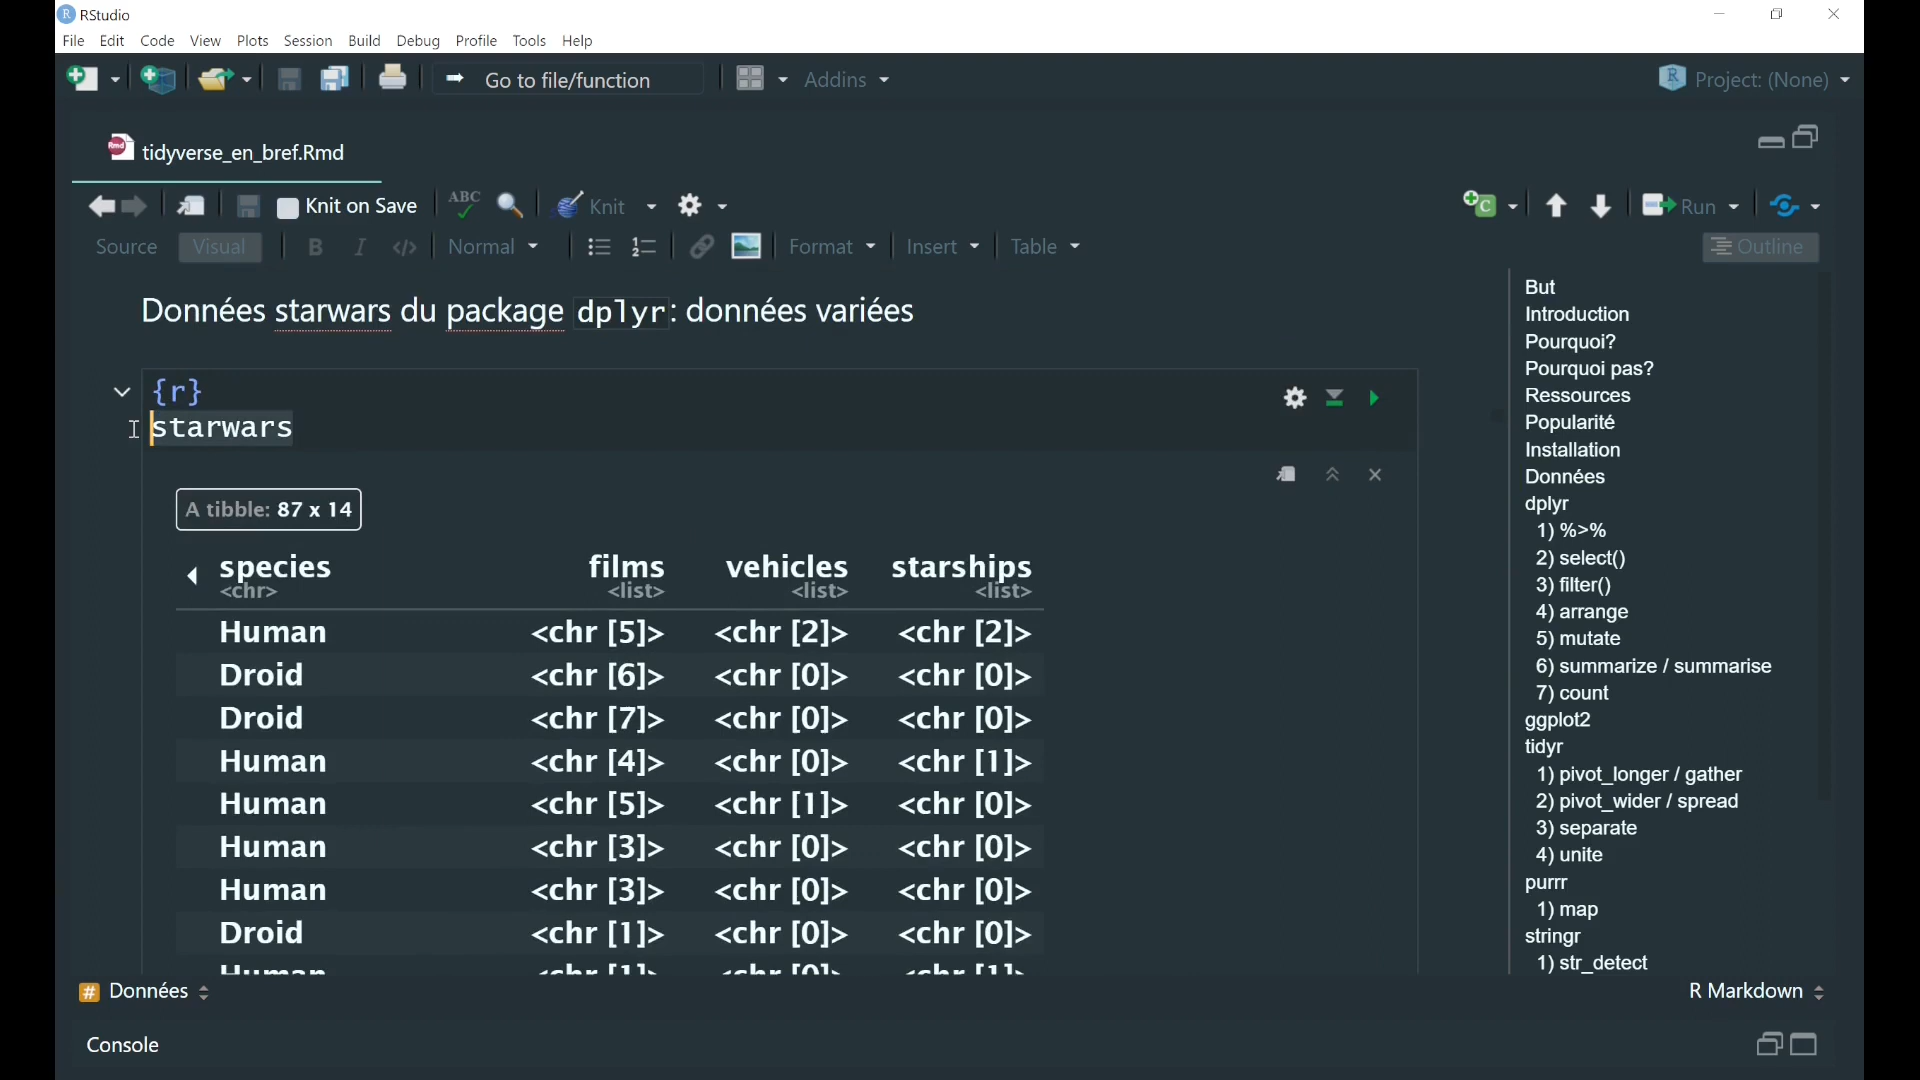 RStudio
File Edit Code View Plots Session Build Debug Profile Tools Help
Go to file/function Addins Project: (None)
tidyverse_en_bref.Rmd
Knit on Save ABC Knit Run
Source Visual B I </> Normal Format Insert Table Outline
Données starwars du package dplyr: données variées
{r}
starwars
A tibble: 87 x 14
species films vehicles starships
<chr> <list> <list> <list>
Human <chr [5]> <chr [2]> <chr [2]>
Droid <chr [6]> <chr [0]> <chr [0]>
Droid <chr [7]> <chr [0]> <chr [0]>
Human <chr [4]> <chr [0]> <chr [1]>
Human <chr [5]> <chr [1]> <chr [0]>
Human <chr [3]> <chr [0]> <chr [0]>
Human <chr [3]> <chr [0]> <chr [0]>
Droid <chr [1]> <chr [0]> <chr [0]>
Human <chr [1]> <chr [0]> <chr [1]>
But
Introduction
Pourquoi?
Pourquoi pas?
Ressources
Popularité
Installation
Données
dplyr
1) %>%
2) select()
3) filter()
4) arrange
5) mutate
6) summarize / summarise
7) count
ggplot2
tidyr
1) pivot_longer / gather
2) pivot_wider / spread
3) separate
4) unite
purrr
1) map
stringr
1) str_detect
# Données R Markdown
Console